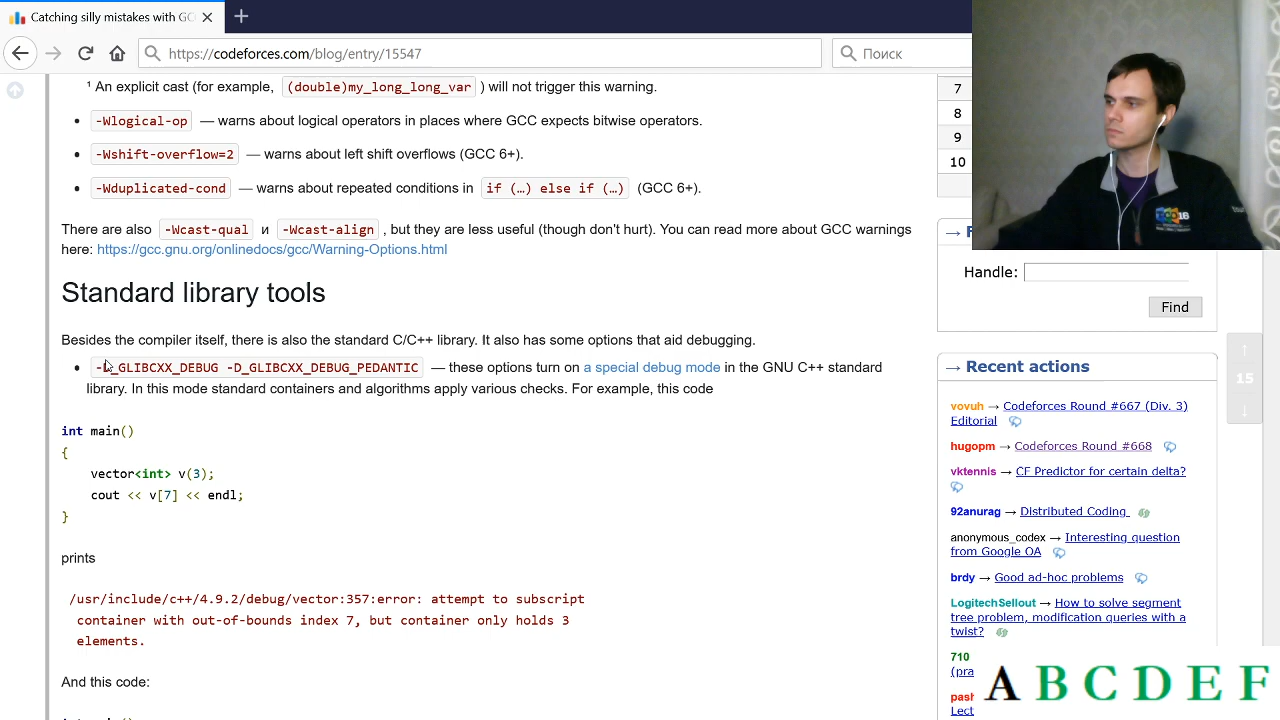 Catching silly mistakes with GC
https://codeforces.com/blog/entry/15547
Поиск
¹ An explicit cast (for example, (double)my_long_long_var ) will not trigger this warning.
-Wlogical-op — warns about logical operators in places where GCC expects bitwise operators.
-Wshift-overflow=2 — warns about left shift overflows (GCC 6+).
-Wduplicated-cond — warns about repeated conditions in if (…) else if (…) (GCC 6+).
There are also -Wcast-qual и -Wcast-align , but they are less useful (though don't hurt). You can read more about GCC warnings
here: https://gcc.gnu.org/onlinedocs/gcc/Warning-Options.html
Standard library tools
Besides the compiler itself, there is also the standard C/C++ library. It also has some options that aid debugging.
-D_GLIBCXX_DEBUG -D_GLIBCXX_DEBUG_PEDANTIC — these options turn on a special debug mode in the GNU C++ standard
library. In this mode standard containers and algorithms apply various checks. For example, this code
int main()
{
vector<int> v(3);
cout << v[7] << endl;
}
prints
/usr/include/c++/4.9.2/debug/vector:357:error: attempt to subscript
container with out-of-bounds index 7, but container only holds 3
elements.
And this code:
7
8
9
10
→ F
Handle:
Find
→ Recent actions
vovuh → Codeforces Round #667 (Div. 3)
Editorial
hugopm → Codeforces Round #668
vktennis → CF Predictor for certain delta?
92anurag → Distributed Coding
anonymous_codex → Interesting question
from Google OA
brdy → Good ad-hoc problems
LogitechSellout → How to solve segment
tree problem, modification queries with a
twist?
710
(pra
pash
Lect
15
A B C D E F